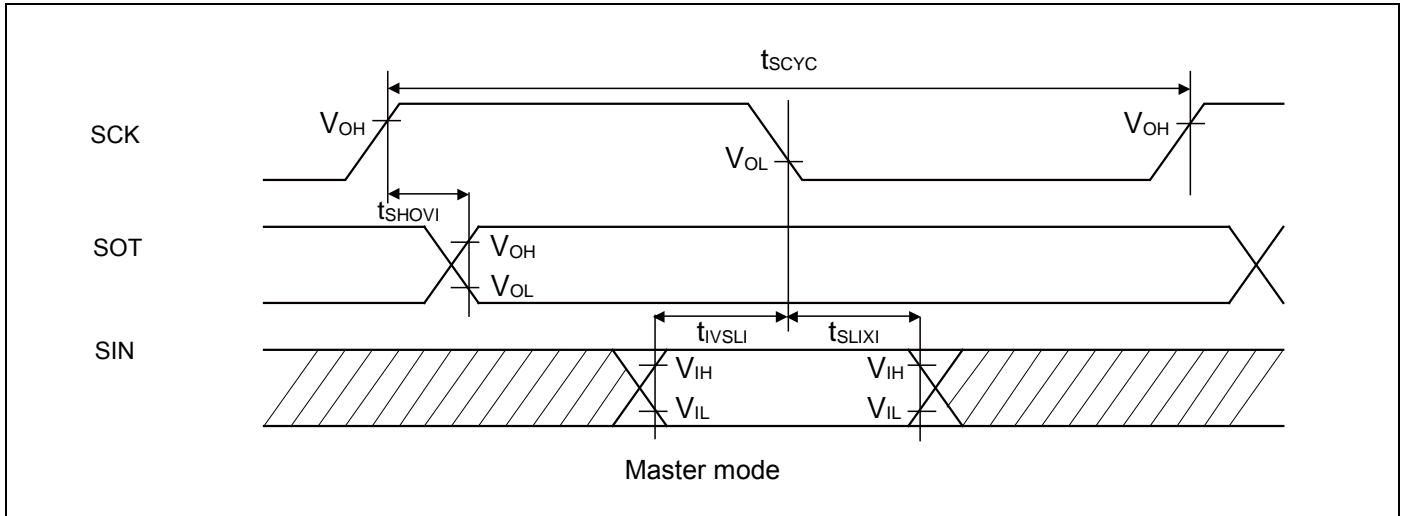 tSCYC
SCK
VOH
VOL
VOH
tSHOVI
SOT
VOH
VOL
SIN
tIVSLI
tSLIXI
VIH
VIH
VIL
VIL
Master mode